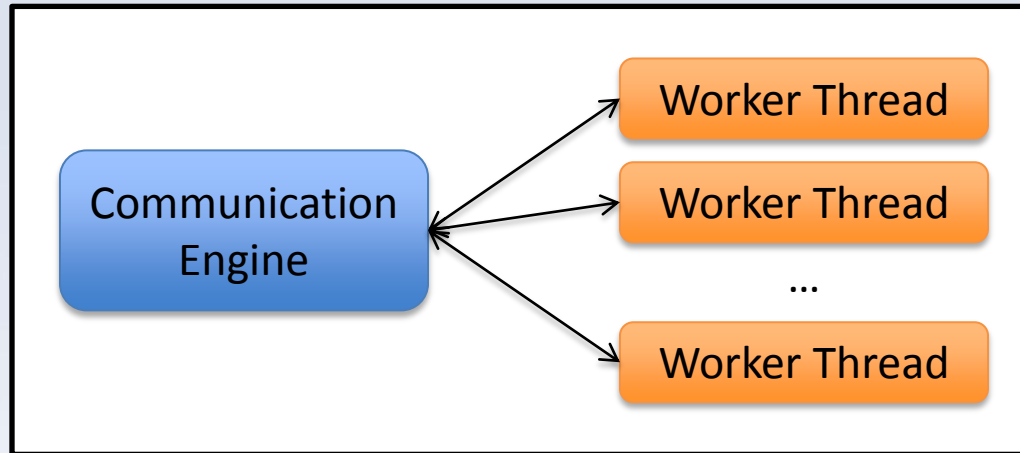 Worker Thread
Communication
Engine
Worker Thread
...
Worker Thread